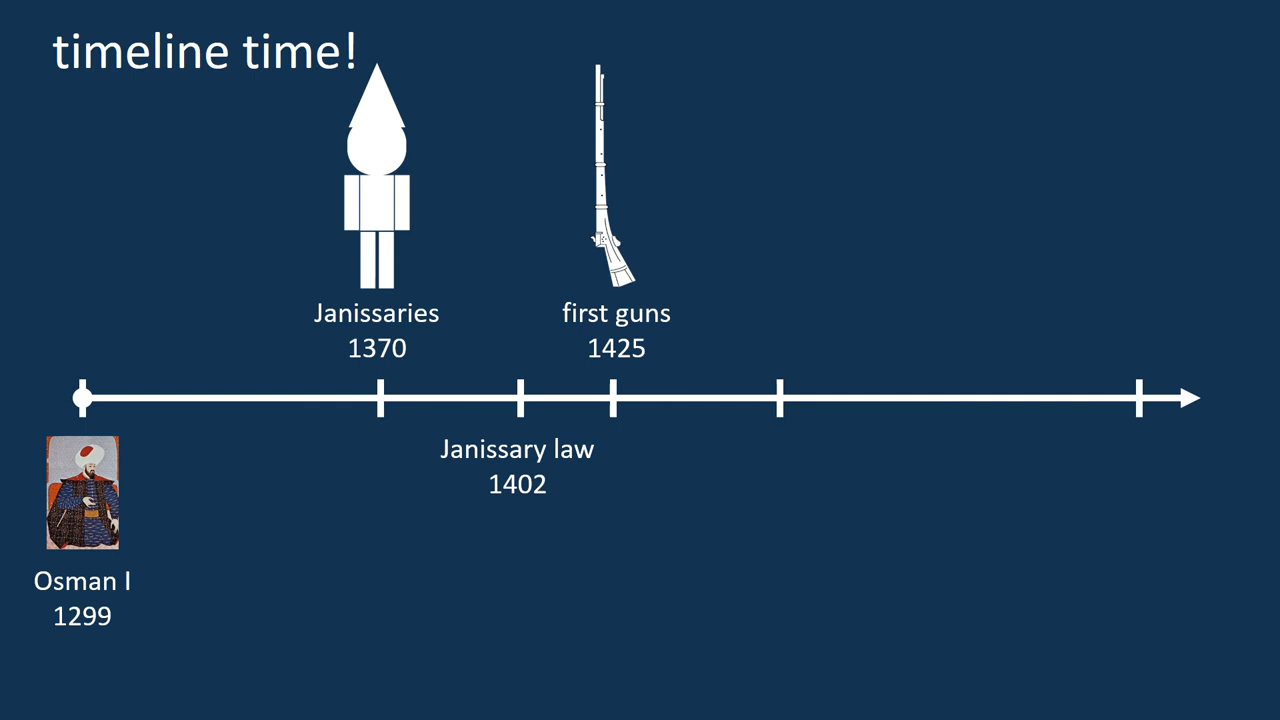 timeline time!
Janissaries
1370
first guns
1425
Janissary law
1402
Osman I
1299